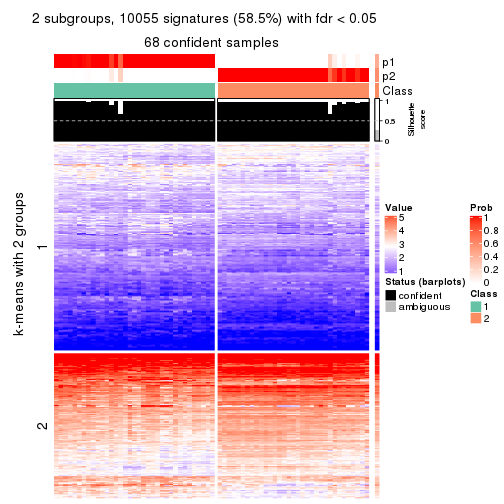 2 subgroups, 10055 signatures (58.5%) with fdr < 0.05
68 confident samples
p1
p2
Class
1
0.5
0
Silhouette
score
k-means with 2 groups
1
2
Value
5
4
3
2
1
Status (barplots)
confident
ambiguous
Prob
1
0.8
0.6
0.4
0.2
0
Class
1
2